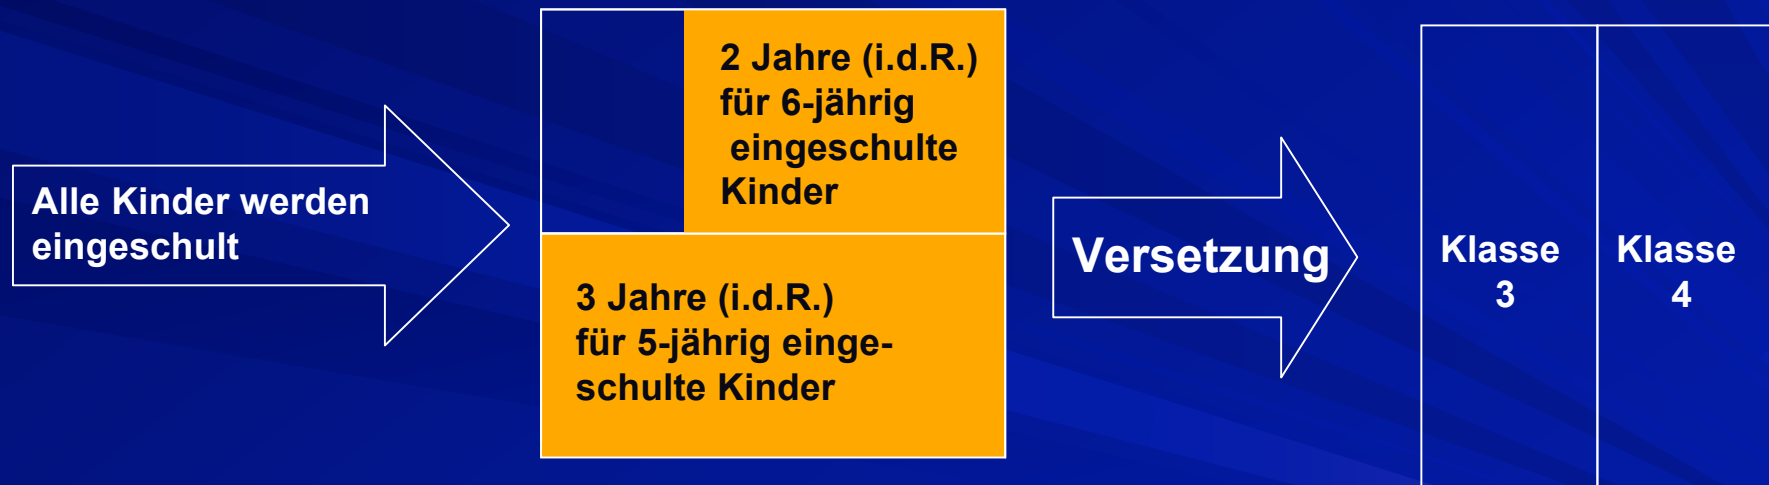 Alle Kinder werden
eingeschult
2 Jahre (i.d.R.)
für 6-jährig
eingeschulte
Kinder
3 Jahre (i.d.R.)
für 5-jährig einge-
schulte Kinder
Versetzung
Klasse
3
Klasse
4